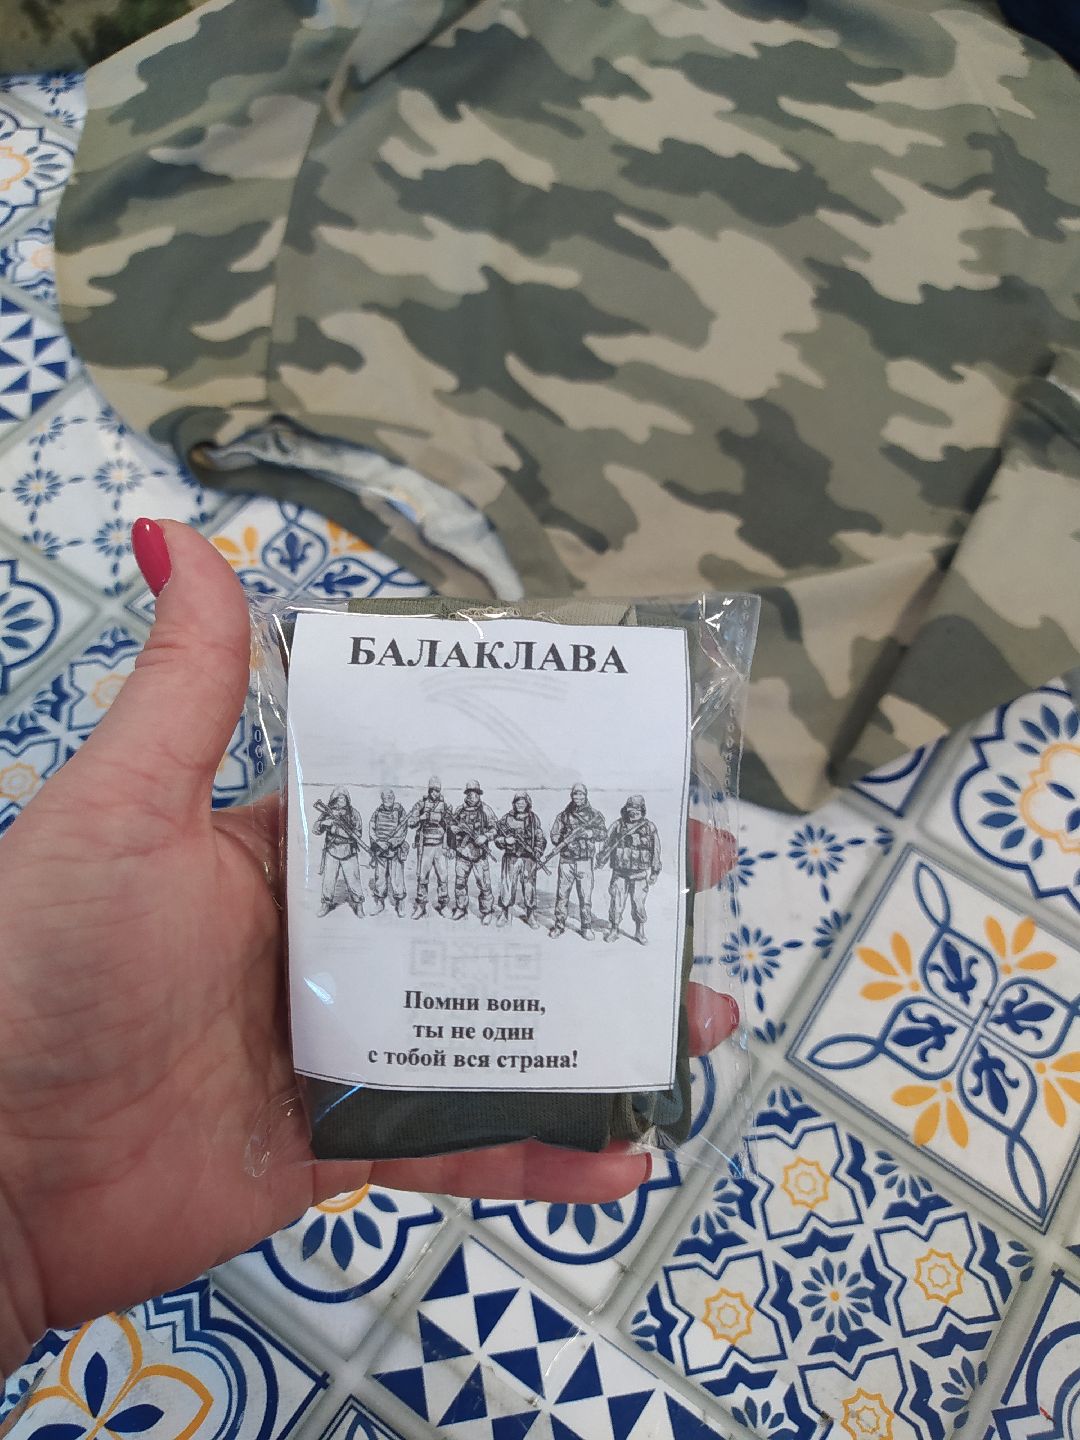 БАЛАКЛАВА
Помни воин,
ты не один
с тобой вся страна!